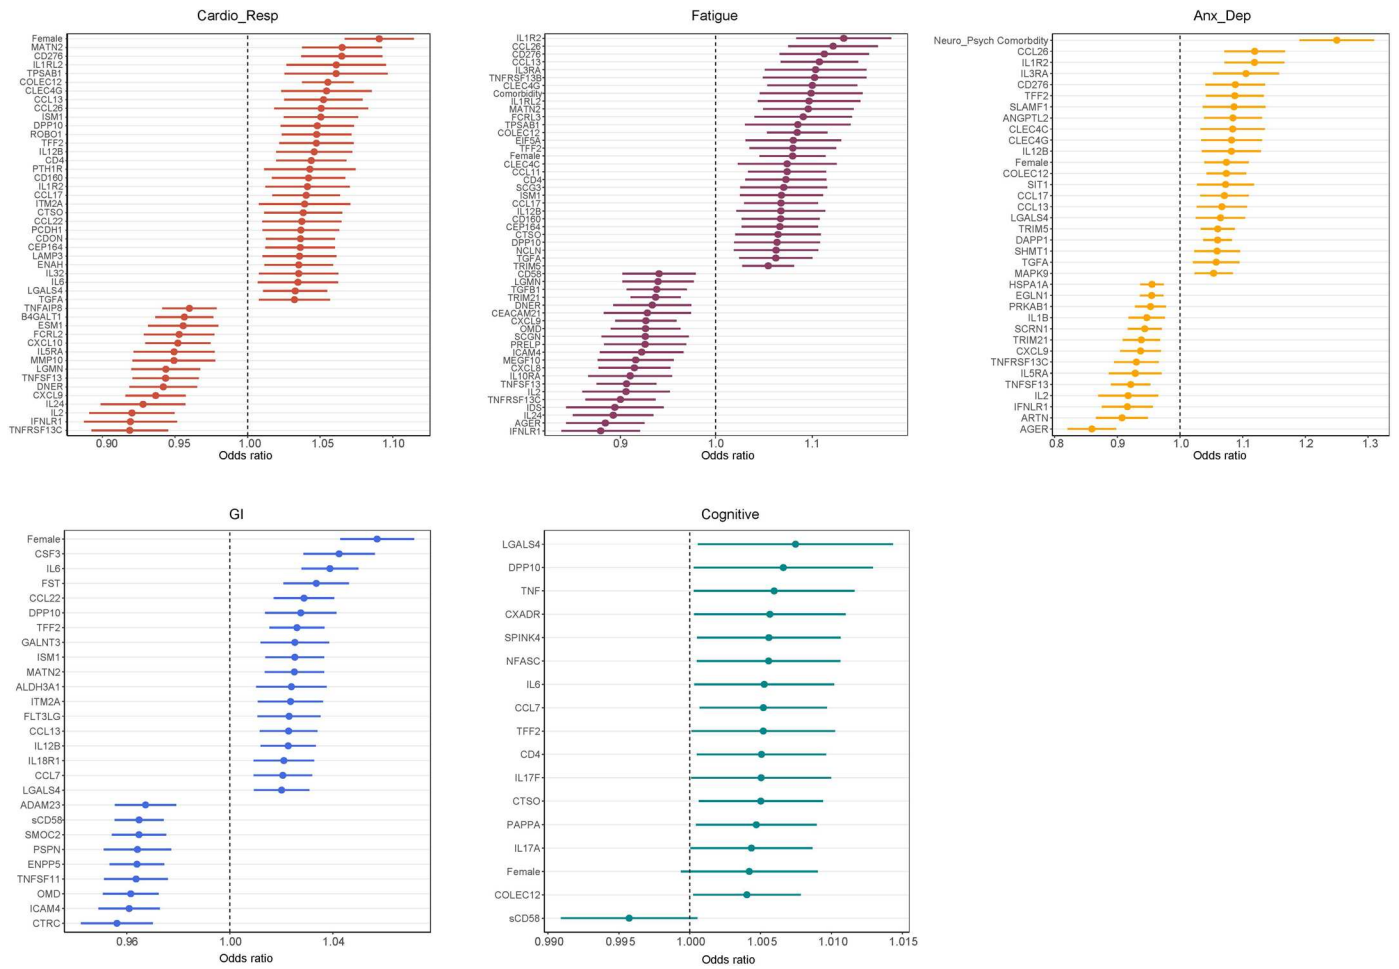 Cardio_Resp
Female
MATN2
CD276
IL1RL2
TPSAB1
COLEC12
CLEC4G
CCL13
CCL26
ISM1
DPP10
ROBO1
TFF2
IL12B
CD4
PTH1R
CD160
IL1R2
CCL17
ITM2A
CTSO
CCL22
PCDH1
CDON
CEP164
LAMP3
ENAH
IL32
IL6
LGALS4
TGFA
TNFAIP8
B4GALT1
ESM1
FCRL2
CXCL10
IL5RA
MMP10
LGMN
TNFSF13
DNER
CXCL9
IL24
IL2
IFNLR1
TNFRSF13C
0.90 0.95 1.00 1.05 1.10
Odds ratio
Fatigue
IL1R2
CCL26
CD276
CCL13
IL3RA
TNFRSF13B
CLEC4G
Comorbidity
IL1RL2
MATN2
FCRL3
TPSAB1
COLEC12
EIF5A
TFF2
Female
CLEC4C
CCL11
CD4
SCG3
ISM1
CCL17
IL12B
CD160
CEP164
CTSO
DPP10
NCLN
TGFA
TRIM5
CD58
LGMN
TGFB1
TRIM21
DNER
CEACAM21
CXCL9
OMD
SCGN
PRELP
ICAM4
MEGF10
CXCL8
IL10RA
TNFSF13
IL2
TNFRSF13C
IDS
IL24
AGER
IFNLR1
0.9 1.0 1.1
Odds ratio
Anx_Dep
Neuro_Psych Comorbdity
CCL26
IL1R2
IL3RA
CD276
TFF2
SLAMF1
ANGPTL2
CLEC4C
CLEC4G
IL12B
Female
COLEC12
SIT1
CCL17
CCL13
LGALS4
TRIM5
DAPP1
SHMT1
TGFA
MAPK9
HSPA1A
EGLN1
PRKAB1
IL1B
SCRN1
TRIM21
CXCL9
TNFRSF13C
IL5RA
TNFSF13
IL2
IFNLR1
ARTN
AGER
0.8 0.9 1.0 1.1 1.2 1.3
Odds ratio
GI
Female
CSF3
IL6
FST
CCL22
DPP10
TFF2
GALNT3
ISM1
MATN2
ALDH3A1
ITM2A
FLT3LG
CCL13
IL12B
IL18R1
CCL7
LGALS4
ADAM23
sCD58
SMOC2
PSPN
ENPP5
TNFSF11
OMD
ICAM4
CTRC
0.96 1.00 1.04
Odds ratio
Cognitive
LGALS4
DPP10
TNF
CXADR
SPINK4
NFASC
IL6
CCL7
TFF2
CD4
IL17F
CTSO
PAPPA
IL17A
Female
COLEC12
sCD58
0.990 0.995 1.000 1.005 1.010 1.015
Odds ratio